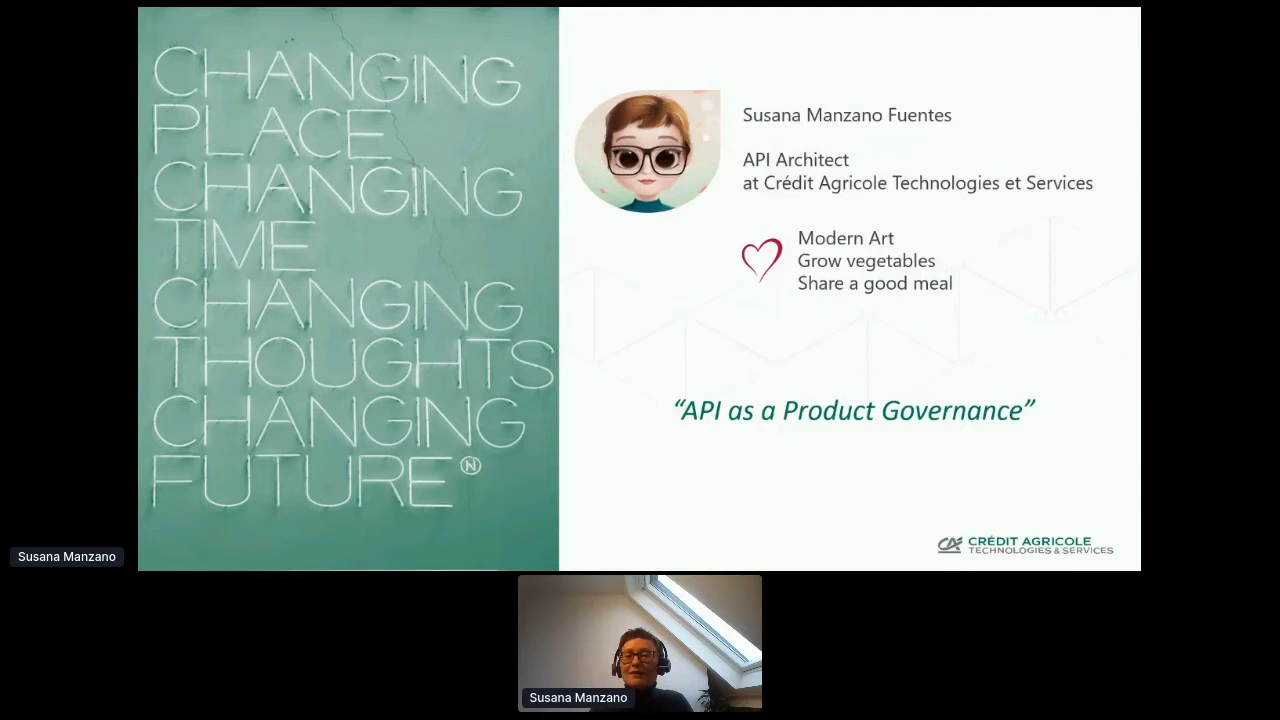 CHANGING
PLACE
CHANGING
TIME
CHANGING
THOUGHTS
CHANGING
FUTURE
Susana Manzano Fuentes
API Architect
at Crédit Agricole Technologies et Services
Modern Art
Grow vegetables
Share a good meal
“API as a Product Governance”
CA CRÉDIT AGRICOLE
TECHNOLOGIES & SERVICES
Susana Manzano
Susana Manzano